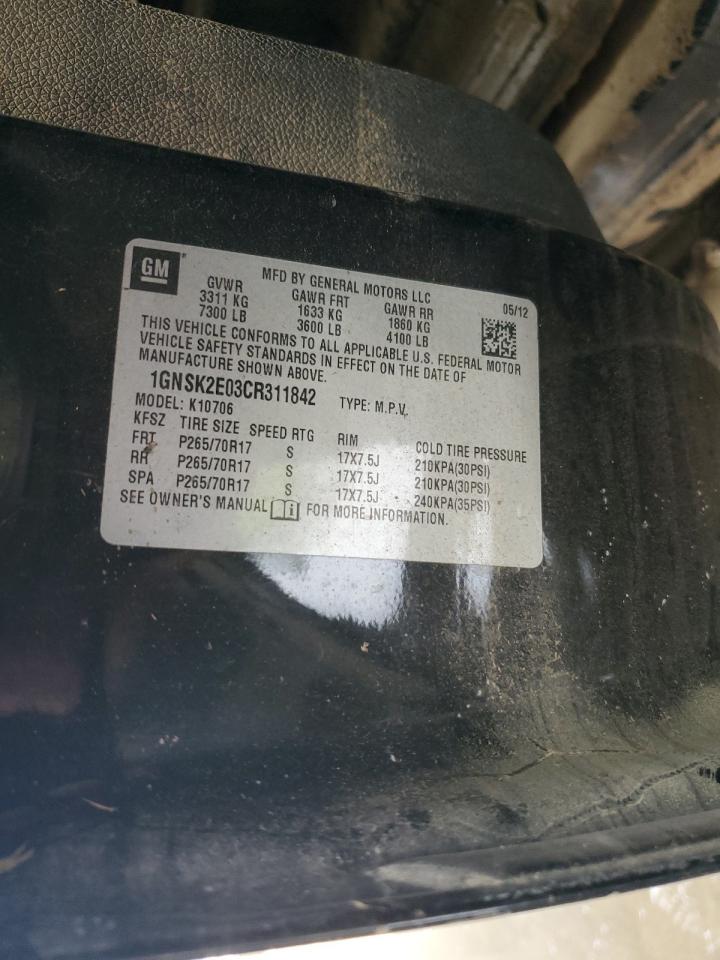 GM
MFD BY GENERAL MOTORS LLC
05/12
GVWR GAWR FRT GAWR RR
3311 KG 1633 KG 1860 KG
7300 LB 3600 LB 4100 LB
THIS VEHICLE CONFORMS TO ALL APPLICABLE U.S. FEDERAL MOTOR
VEHICLE SAFETY STANDARDS IN EFFECT ON THE DATE OF
MANUFACTURE SHOWN ABOVE.
1GNSK2E03CR311842 TYPE: M.P.V.
MODEL: K10706
KFSZ TIRE SIZE SPEED RTG RIM COLD TIRE PRESSURE
FRT P265/70R17 S 17X7.5J 210KPA(30PSI)
RR P265/70R17 S 17X7.5J 210KPA(30PSI)
SPA P265/70R17 S 17X7.5J 240KPA(35PSI)
SEE OWNER'S MANUAL FOR MORE INFORMATION.